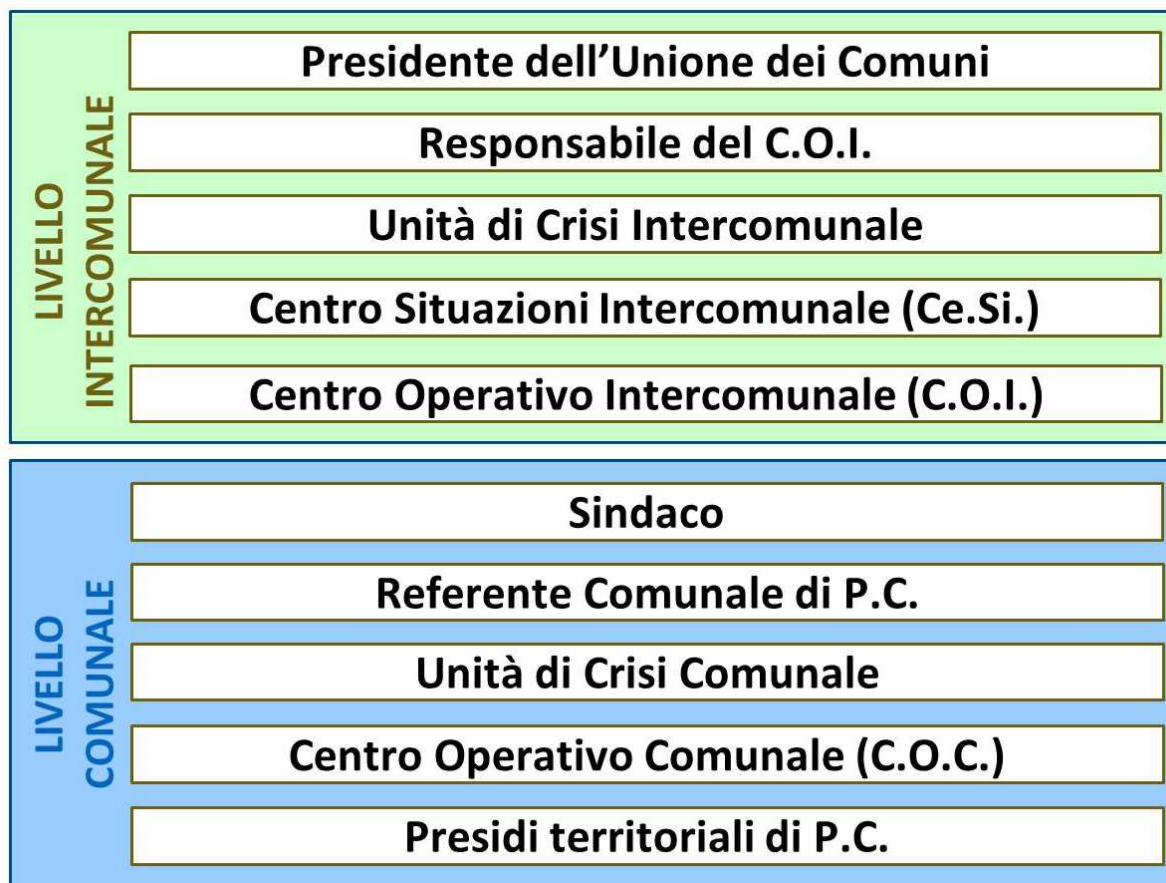 LIVELLO
INTERCOMUNALE
Presidente dell’Unione dei Comuni
Responsabile del C.O.I.
Unità di Crisi Intercomunale
Centro Situazioni Intercomunale (Ce.Si.)
Centro Operativo Intercomunale (C.O.I.)
LIVELLO
COMUNALE
Sindaco
Referente Comunale di P.C.
Unità di Crisi Comunale
Centro Operativo Comunale (C.O.C.)
Presidi territoriali di P.C.